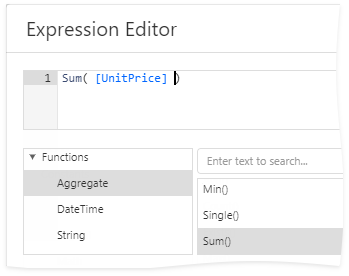 Expression Editor
1 Sum( [UnitPrice] )
Functions
Aggregate
DateTime
String
Enter text to search...
Min()
Single()
Sum()